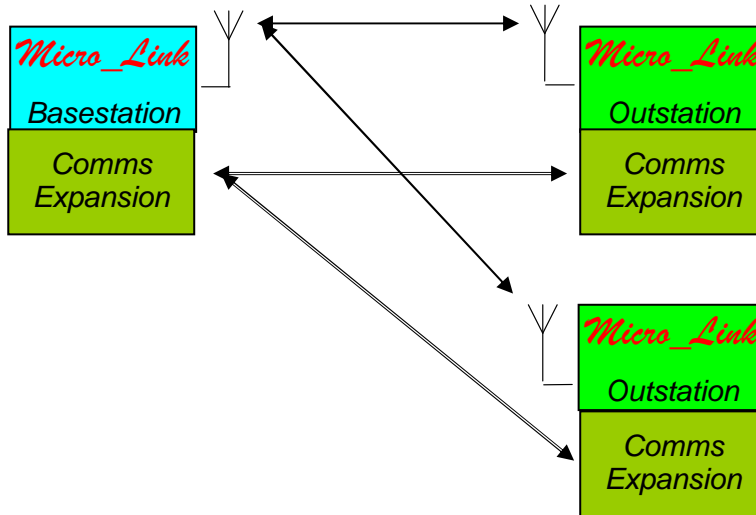 Micro_Link
Basestation
Comms
Expansion
Micro_Link
Outstation
Comms
Expansion
Micro_Link
Outstation
Comms
Expansion